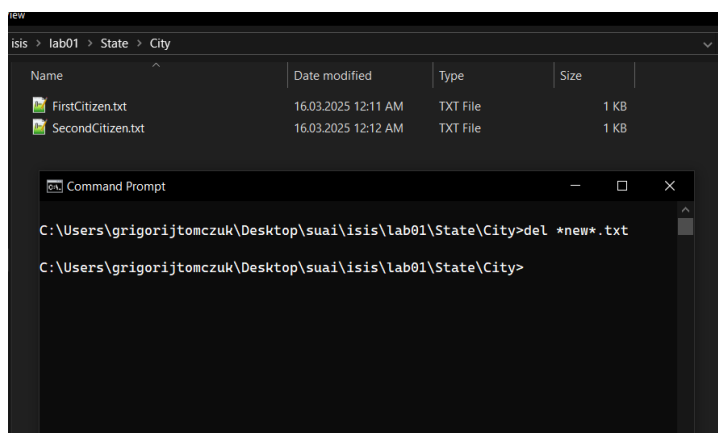 iew
isis > lab01 > State > City
Name Date modified Type Size
FirstCitizen.txt 16.03.2025 12:11 AM TXT File 1 KB
SecondCitizen.txt 16.03.2025 12:12 AM TXT File 1 KB
Command Prompt
C:\Users\grigorijtomczuk\Desktop\suai\isis\lab01\State\City>del *new*.txt
C:\Users\grigorijtomczuk\Desktop\suai\isis\lab01\State\City>